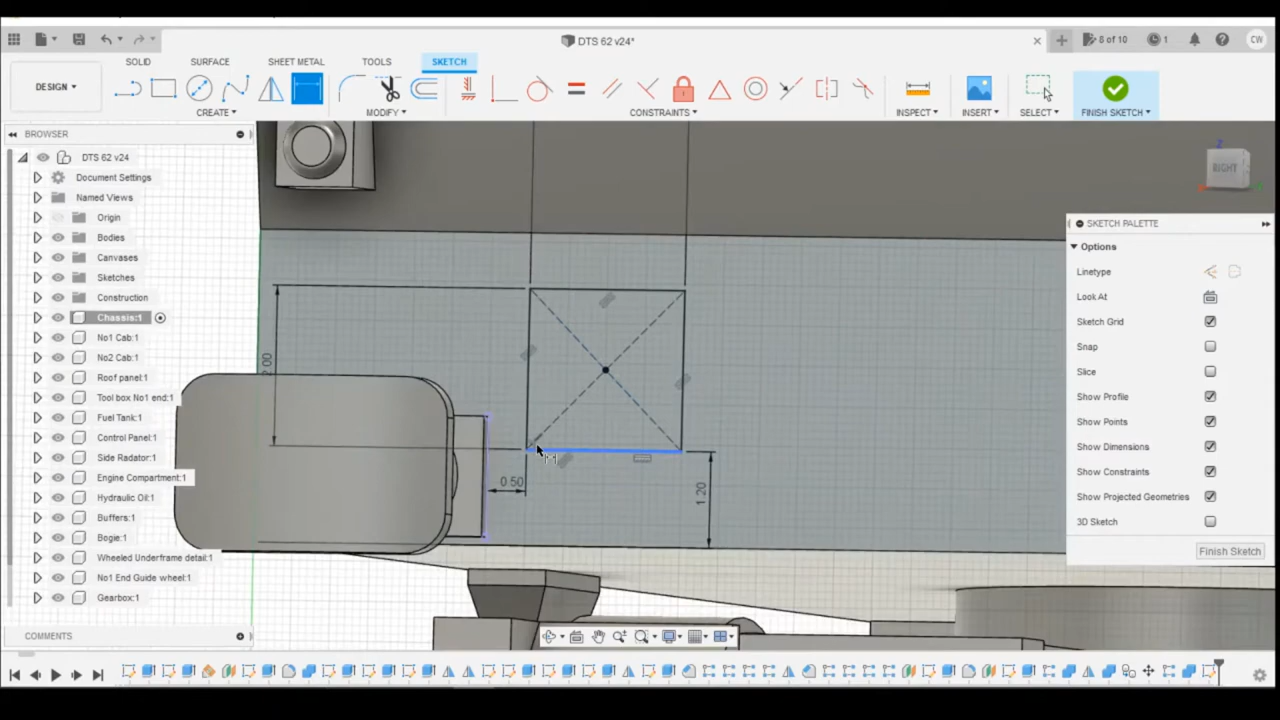 DTS 62 v24*
8 of 10
1
CW
DESIGN
SOLID
SURFACE
SHEET METAL
TOOLS
SKETCH
CREATE
MODIFY
CONSTRAINTS
INSPECT
INSERT
SELECT
FINISH SKETCH
BROWSER
DTS 62 v24
Document Settings
Named Views
Origin
Bodies
Canvases
Sketches
Construction
Chassis:1
No1 Cab:1
No2 Cab:1
Roof panel:1
Tool box No1 end:1
Fuel Tank:1
Control Panel:1
Side Radator:1
Engine Compartment:1
Hydraulic Oil:1
Buffers:1
Bogie:1
Wheeled Underframe detail:1
No1 End Guide wheel:1
Gearbox:1
COMMENTS
0.50
1.20
Z
RIGHT
SKETCH PALETTE
Options
Linetype
Look At
Sketch Grid
Snap
Slice
Show Profile
Show Points
Show Dimensions
Show Constraints
Show Projected Geometries
3D Sketch
Finish Sketch